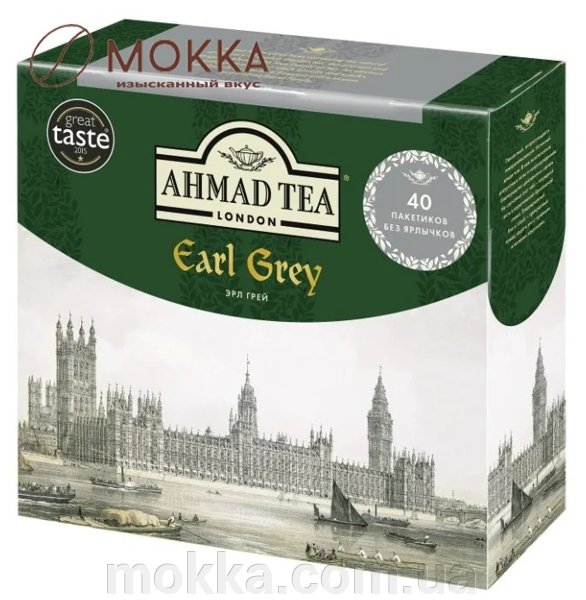 МОККА
изысканный вкус
great
taste
2015
AHMAD TEA®
LONDON
Earl Grey
ЭРЛ ГРЕЙ
40
ПАКЕТИКОВ
БЕЗ ЯРЛЫЧКОВ
mokka.com.ua